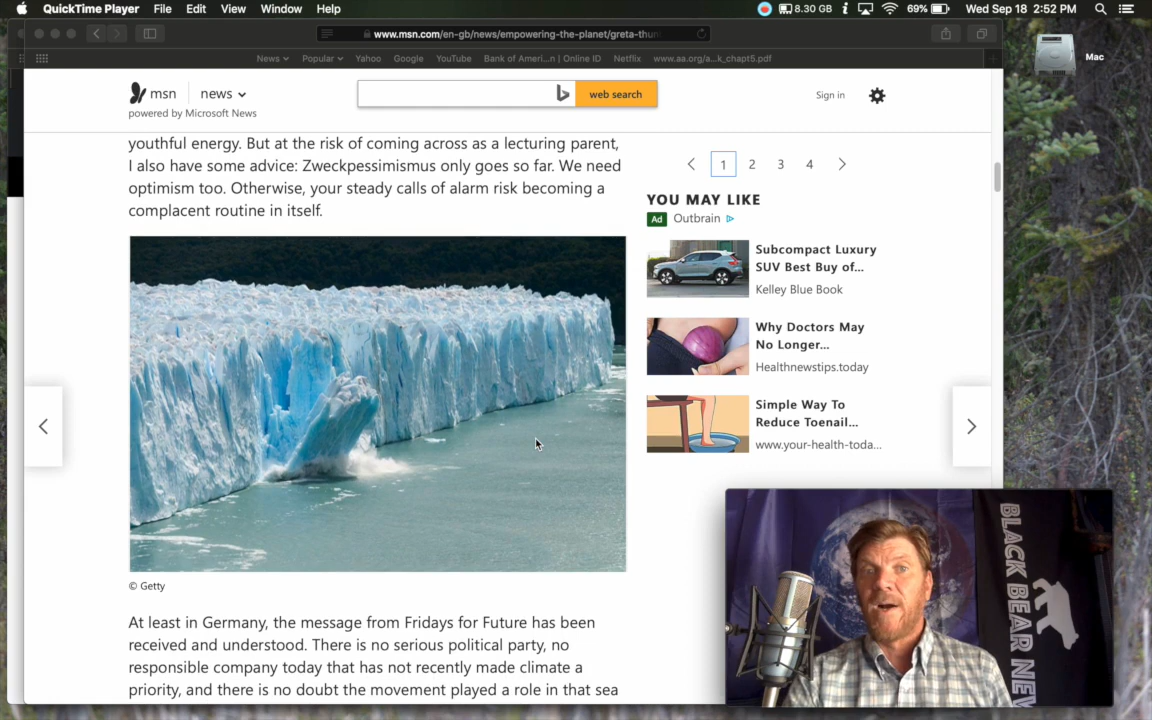 QuickTime Player File Edit View Window Help
8.30 GB 69% Wed Sep 18 2:52 PM
www.msn.com/en-gb/news/empowering-the-planet/greta-thun
News Popular Yahoo Google YouTube Bank of Ameri...n | Online ID Netflix www.aa.org/a...k_chapt5.pdf
Mac
msn news
powered by Microsoft News
web search
Sign in
youthful energy. But at the risk of coming across as a lecturing parent,
I also have some advice: Zweckpessimismus only goes so far. We need
optimism too. Otherwise, your steady calls of alarm risk becoming a
complacent routine in itself.
© Getty
At least in Germany, the message from Fridays for Future has been
received and understood. There is no serious political party, no
responsible company today that has not recently made climate a
priority, and there is no doubt the movement played a role in that sea
1 2 3 4
YOU MAY LIKE
Ad Outbrain
Subcompact Luxury
SUV Best Buy of...
Kelley Blue Book
Why Doctors May
No Longer...
Healthnewstips.today
Simple Way To
Reduce Toenail...
www.your-health-toda...
BLACK BEAR NEW